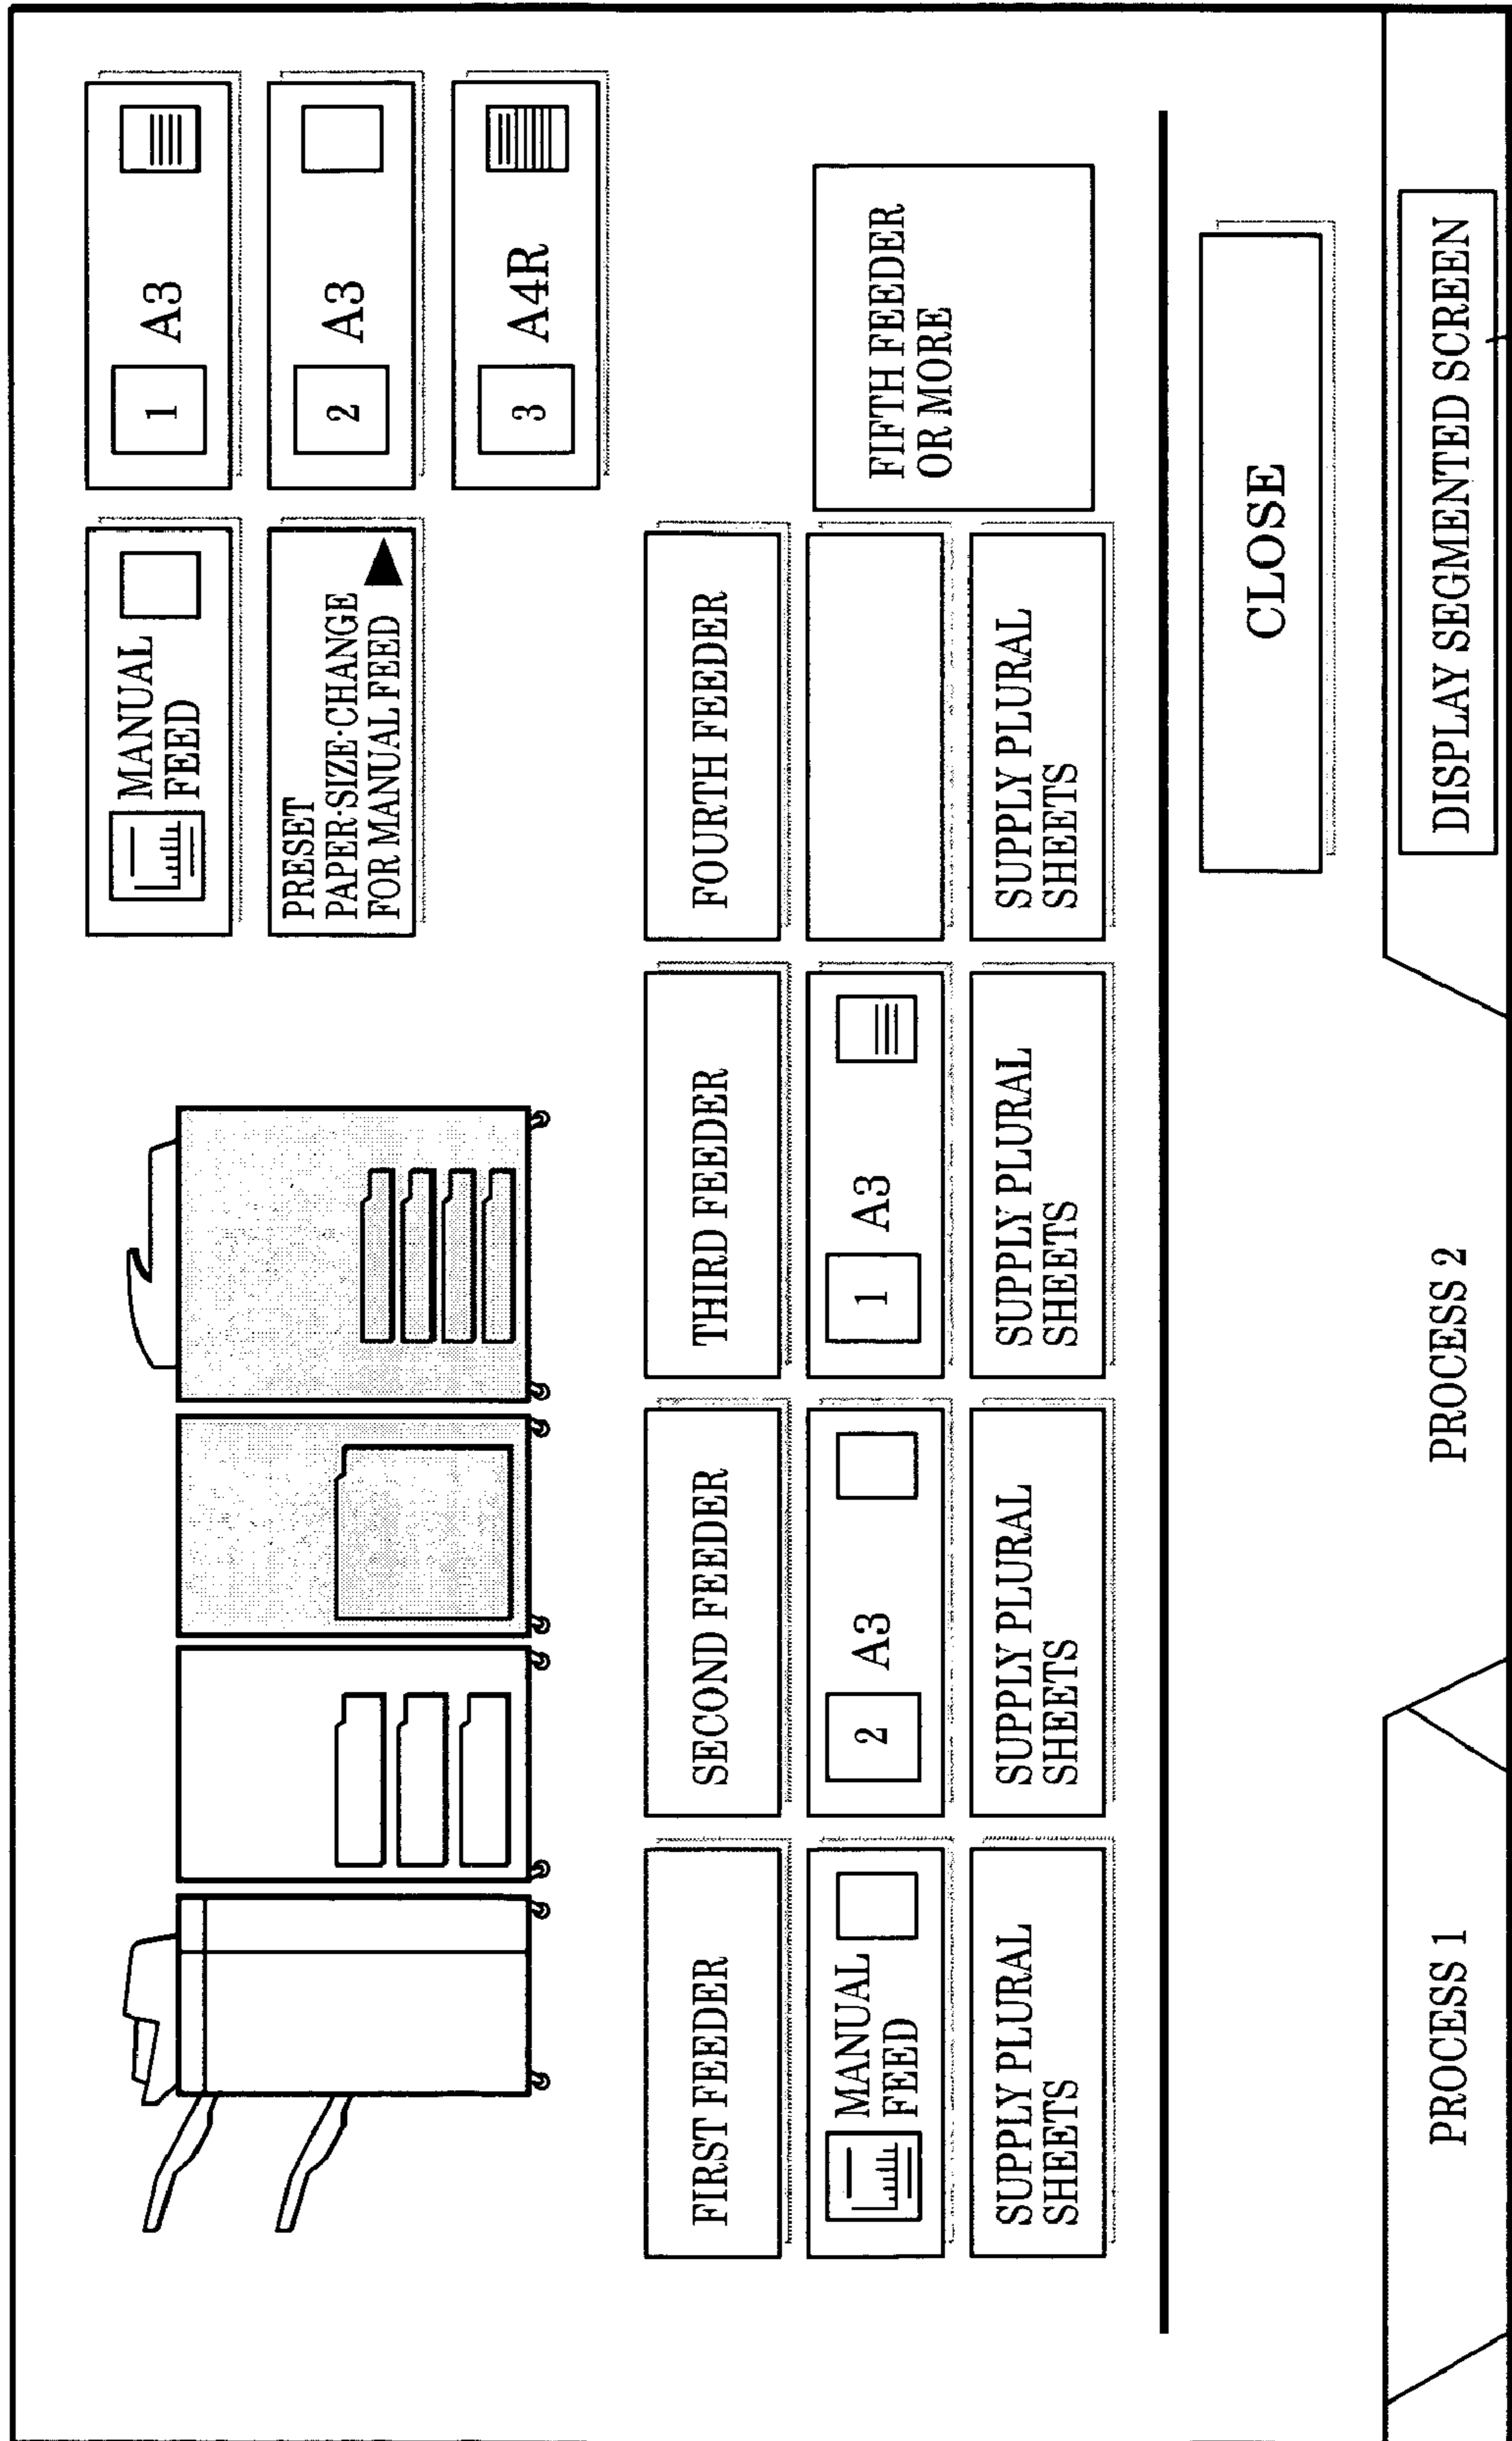 MANUAL
FEED
1 A3
PRESET
PAPER·SIZE·CHANGE
FOR MANUAL FEED
2 A3
3 A4R
FIRST FEEDER
SECOND FEEDER
THIRD FEEDER
FOURTH FEEDER
MANUAL
FEED
2 A3
1 A3
FIFTH FEEDER
OR MORE
SUPPLY PLURAL
SHEETS
SUPPLY PLURAL
SHEETS
SUPPLY PLURAL
SHEETS
SUPPLY PLURAL
SHEETS
CLOSE
PROCESS 1
PROCESS 2
DISPLAY SEGMENTED SCREEN